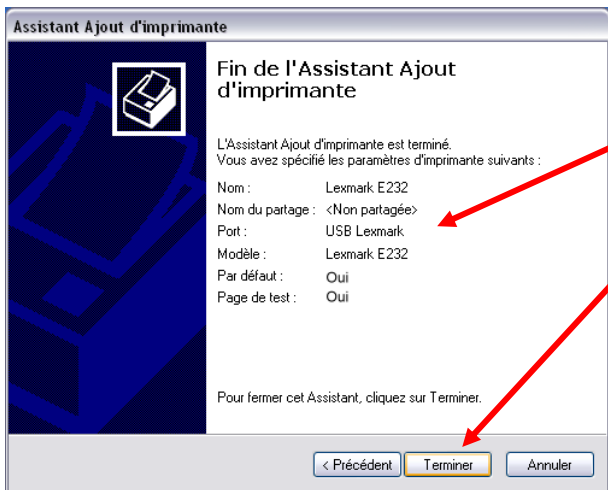 Assistant Ajout d'imprimante
Fin de l'Assistant Ajout
d'imprimante
L'Assistant Ajout d'imprimante est terminé.
Vous avez spécifié les paramètres d'imprimante suivants :
Nom : Lexmark E232
Nom du partage : <Non partagée>
Port : USB Lexmark
Modèle : Lexmark E232
Par défaut : Oui
Page de test : Oui
Pour fermer cet Assistant, cliquez sur Terminer.
< Précédent Terminer Annuler